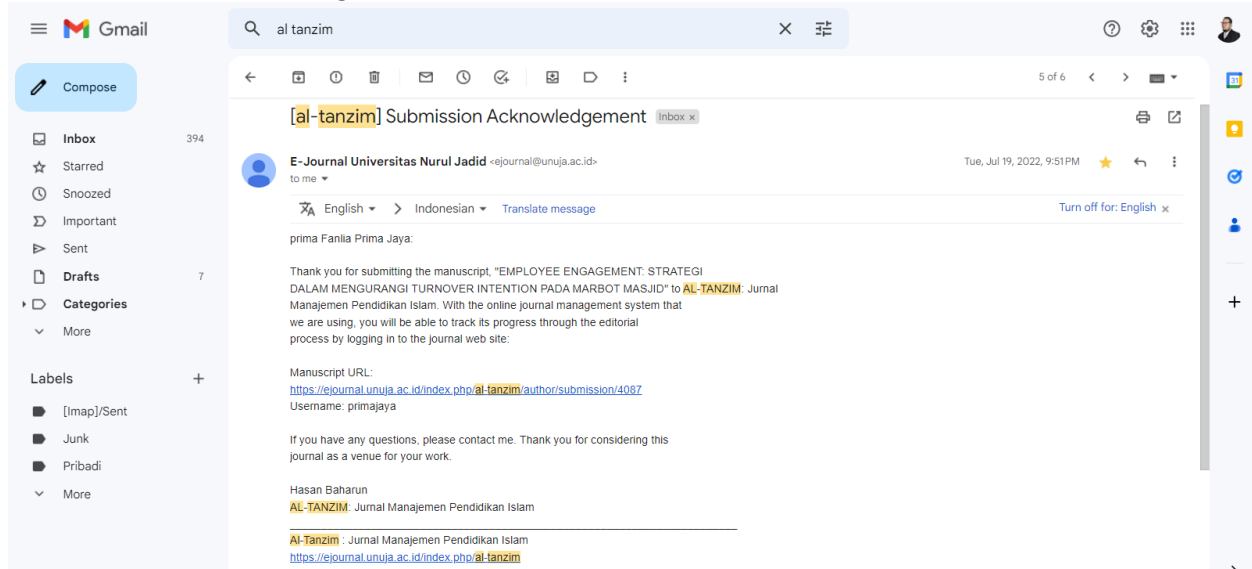 Gmail
al tanzim
Compose
5 of 6
[al-tanzim] Submission Acknowledgement Inbox x
Inbox 394
Starred
Snoozed
Important
Sent
Drafts 7
Categories
More
Labels +
[Imap]/Sent
Junk
Pribadi
More
E-Journal Universitas Nurul Jadid <ejournal@unuja.ac.id> Tue, Jul 19, 2022, 9:51 PM
to me
English > Indonesian Translate message Turn off for: English x
prima Fanlia Prima Jaya:
Thank you for submitting the manuscript, "EMPLOYEE ENGAGEMENT: STRATEGI
DALAM MENGURANGI TURNOVER INTENTION PADA MARBOT MASJID" to AL-TANZIM: Jurnal
Manajemen Pendidikan Islam. With the online journal management system that
we are using, you will be able to track its progress through the editorial
process by logging in to the journal web site:
Manuscript URL:
https://ejournal.unuja.ac.id/index.php/al-tanzim/author/submission/4087
Username: primajaya
If you have any questions, please contact me. Thank you for considering this
journal as a venue for your work.
Hasan Baharun
AL-TANZIM: Jurnal Manajemen Pendidikan Islam
Al-Tanzim : Jurnal Manajemen Pendidikan Islam
https://ejournal.unuja.ac.id/index.php/al-tanzim
31